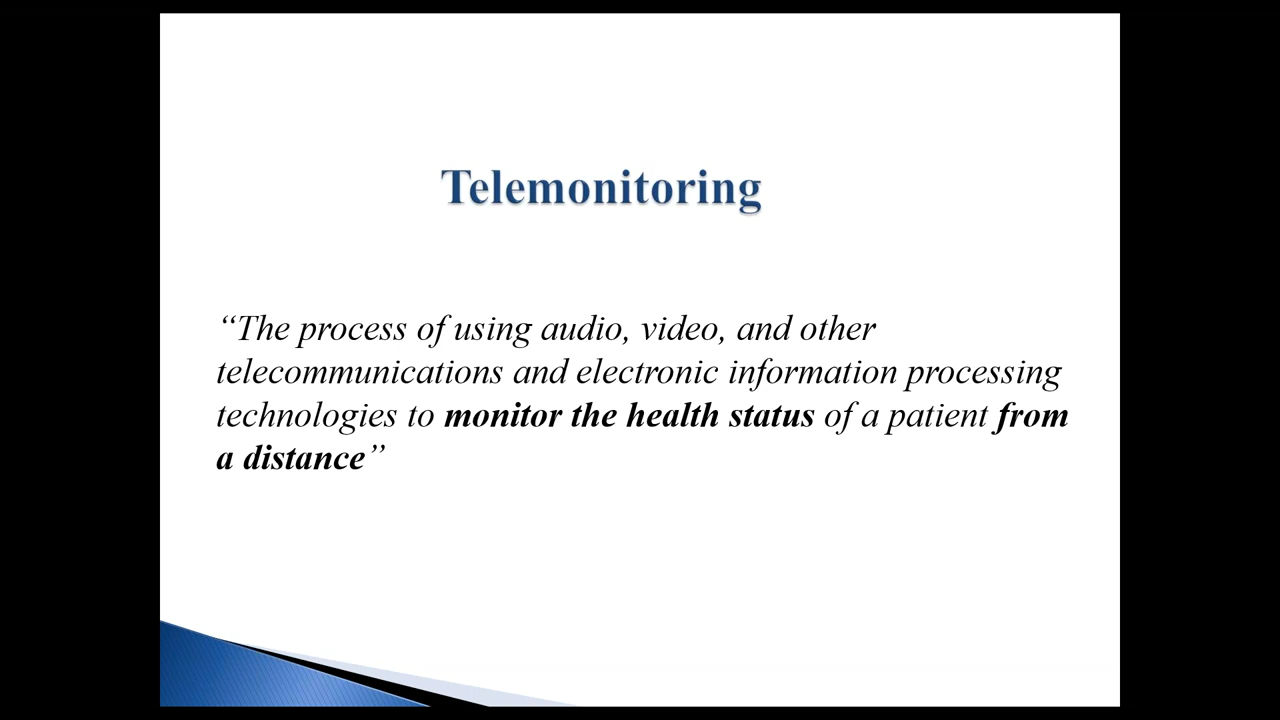 Telemonitoring
“The process of using audio, video, and other
telecommunications and electronic information processing
technologies to monitor the health status of a patient from
a distance”